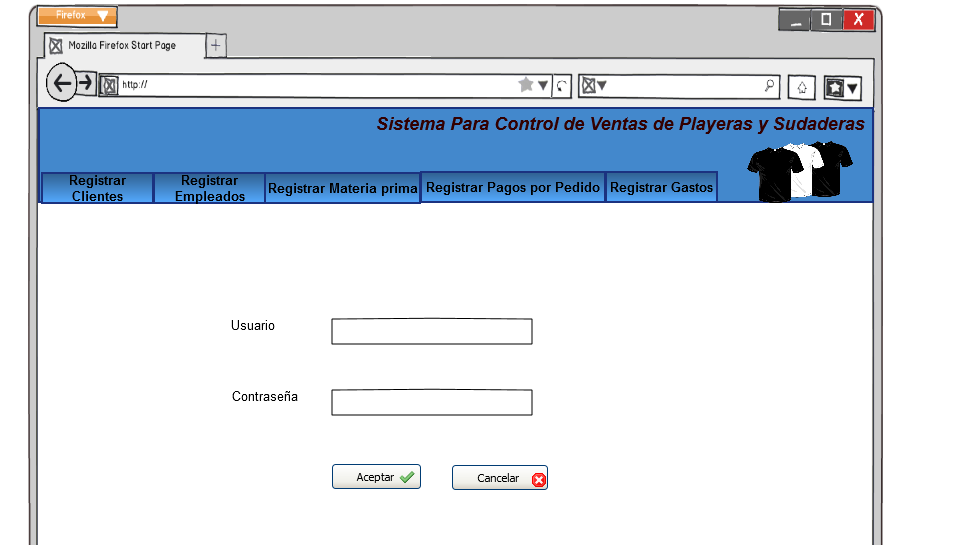 Firefox
Mozilla Firefox Start Page
http://
Sistema Para Control de Ventas de Playeras y Sudaderas
Registrar
Clientes
Registrar
Empleados
Registrar Materia prima
Registrar Pagos por Pedido
Registrar Gastos
Usuario
Contraseña
Aceptar
Cancelar